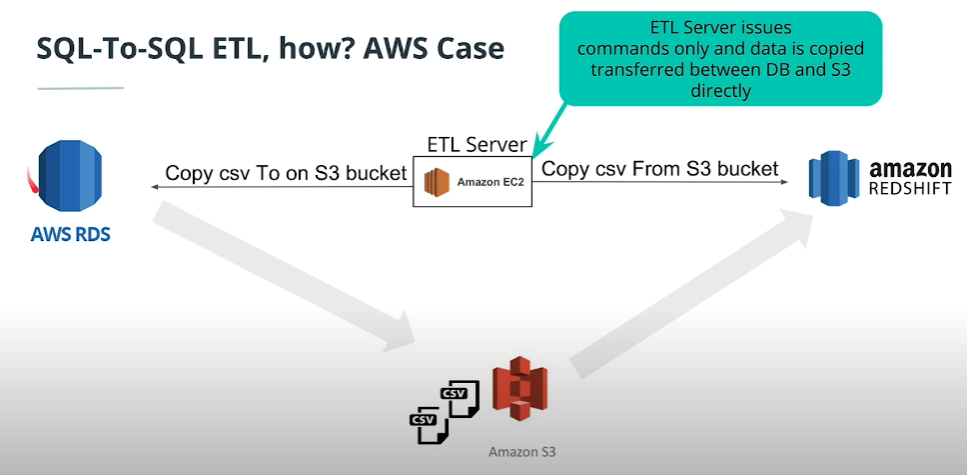 SQL-To-SQL ETL, how? AWS Case
ETL Server issues
commands only and data is copied
transferred between DB and S3
directly
ETL Server
Copy csv To on S3 bucket
Amazon EC2
Copy csv From S3 bucket
amazon
REDSHIFT
AWS RDS
CSV
CSV
Amazon S3